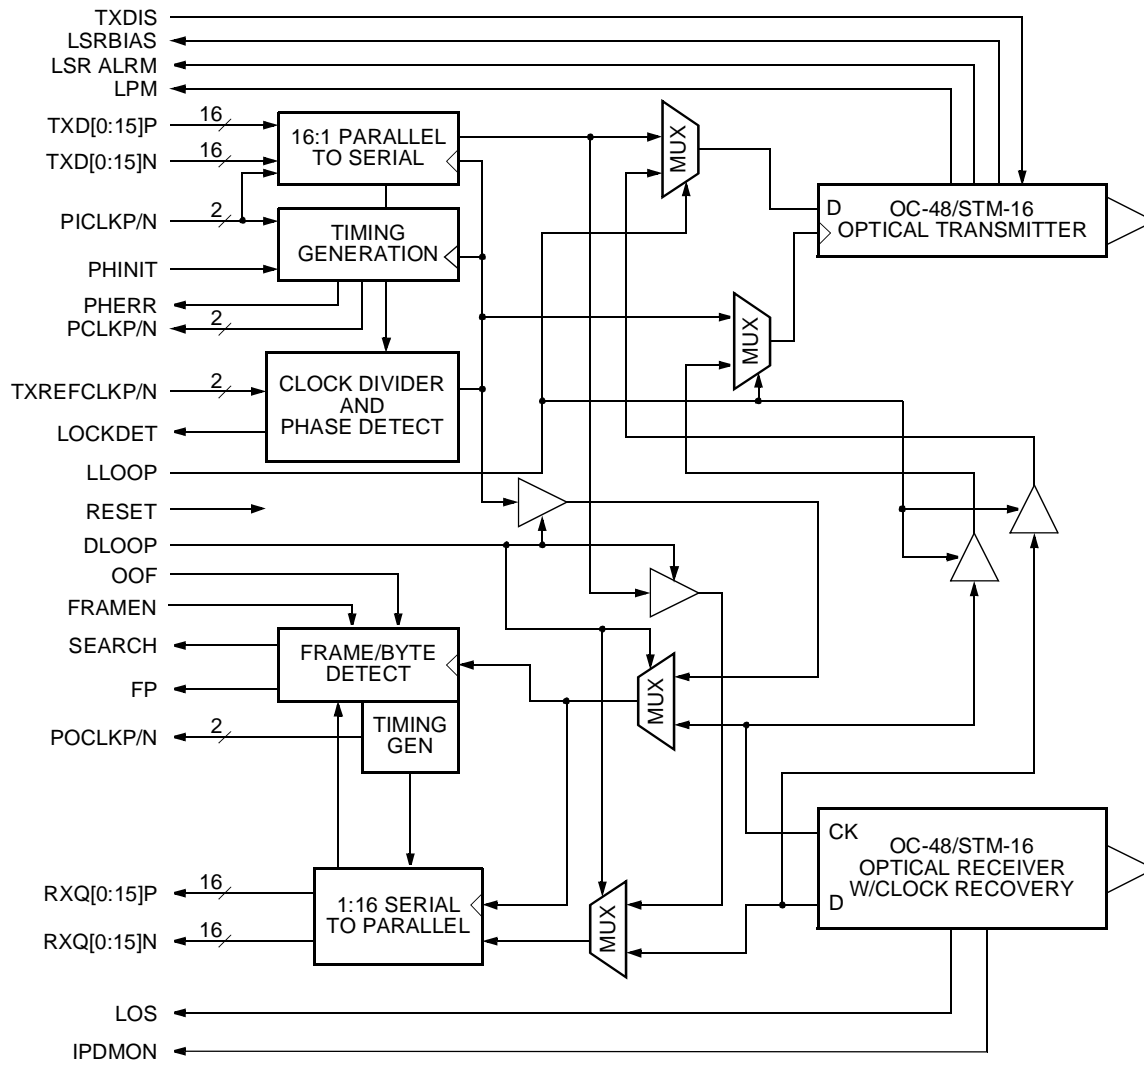 TXDIS
LSRBIAS
LSR ALRM
LPM
TXD[0:15]P
16
TXD[0:15]N
16
16:1 PARALLEL
TO SERIAL
MUX
PICLKP/N
2
TIMING
GENERATION
D
OC-48/STM-16
OPTICAL TRANSMITTER
PHINIT
PHERR
PCLKP/N
2
MUX
TXREFCLKP/N
2
CLOCK DIVIDER
AND
PHASE DETECT
LOCKDET
LLOOP
RESET
DLOOP
OOF
FRAMEN
SEARCH
FRAME/BYTE
DETECT
FP
MUX
POCLKP/N
2
TIMING
GEN
CK
OC-48/STM-16
OPTICAL RECEIVER
W/CLOCK RECOVERY
D
RXQ[0:15]P
16
1:16 SERIAL
TO PARALLEL
RXQ[0:15]N
16
MUX
LOS
IPDMON